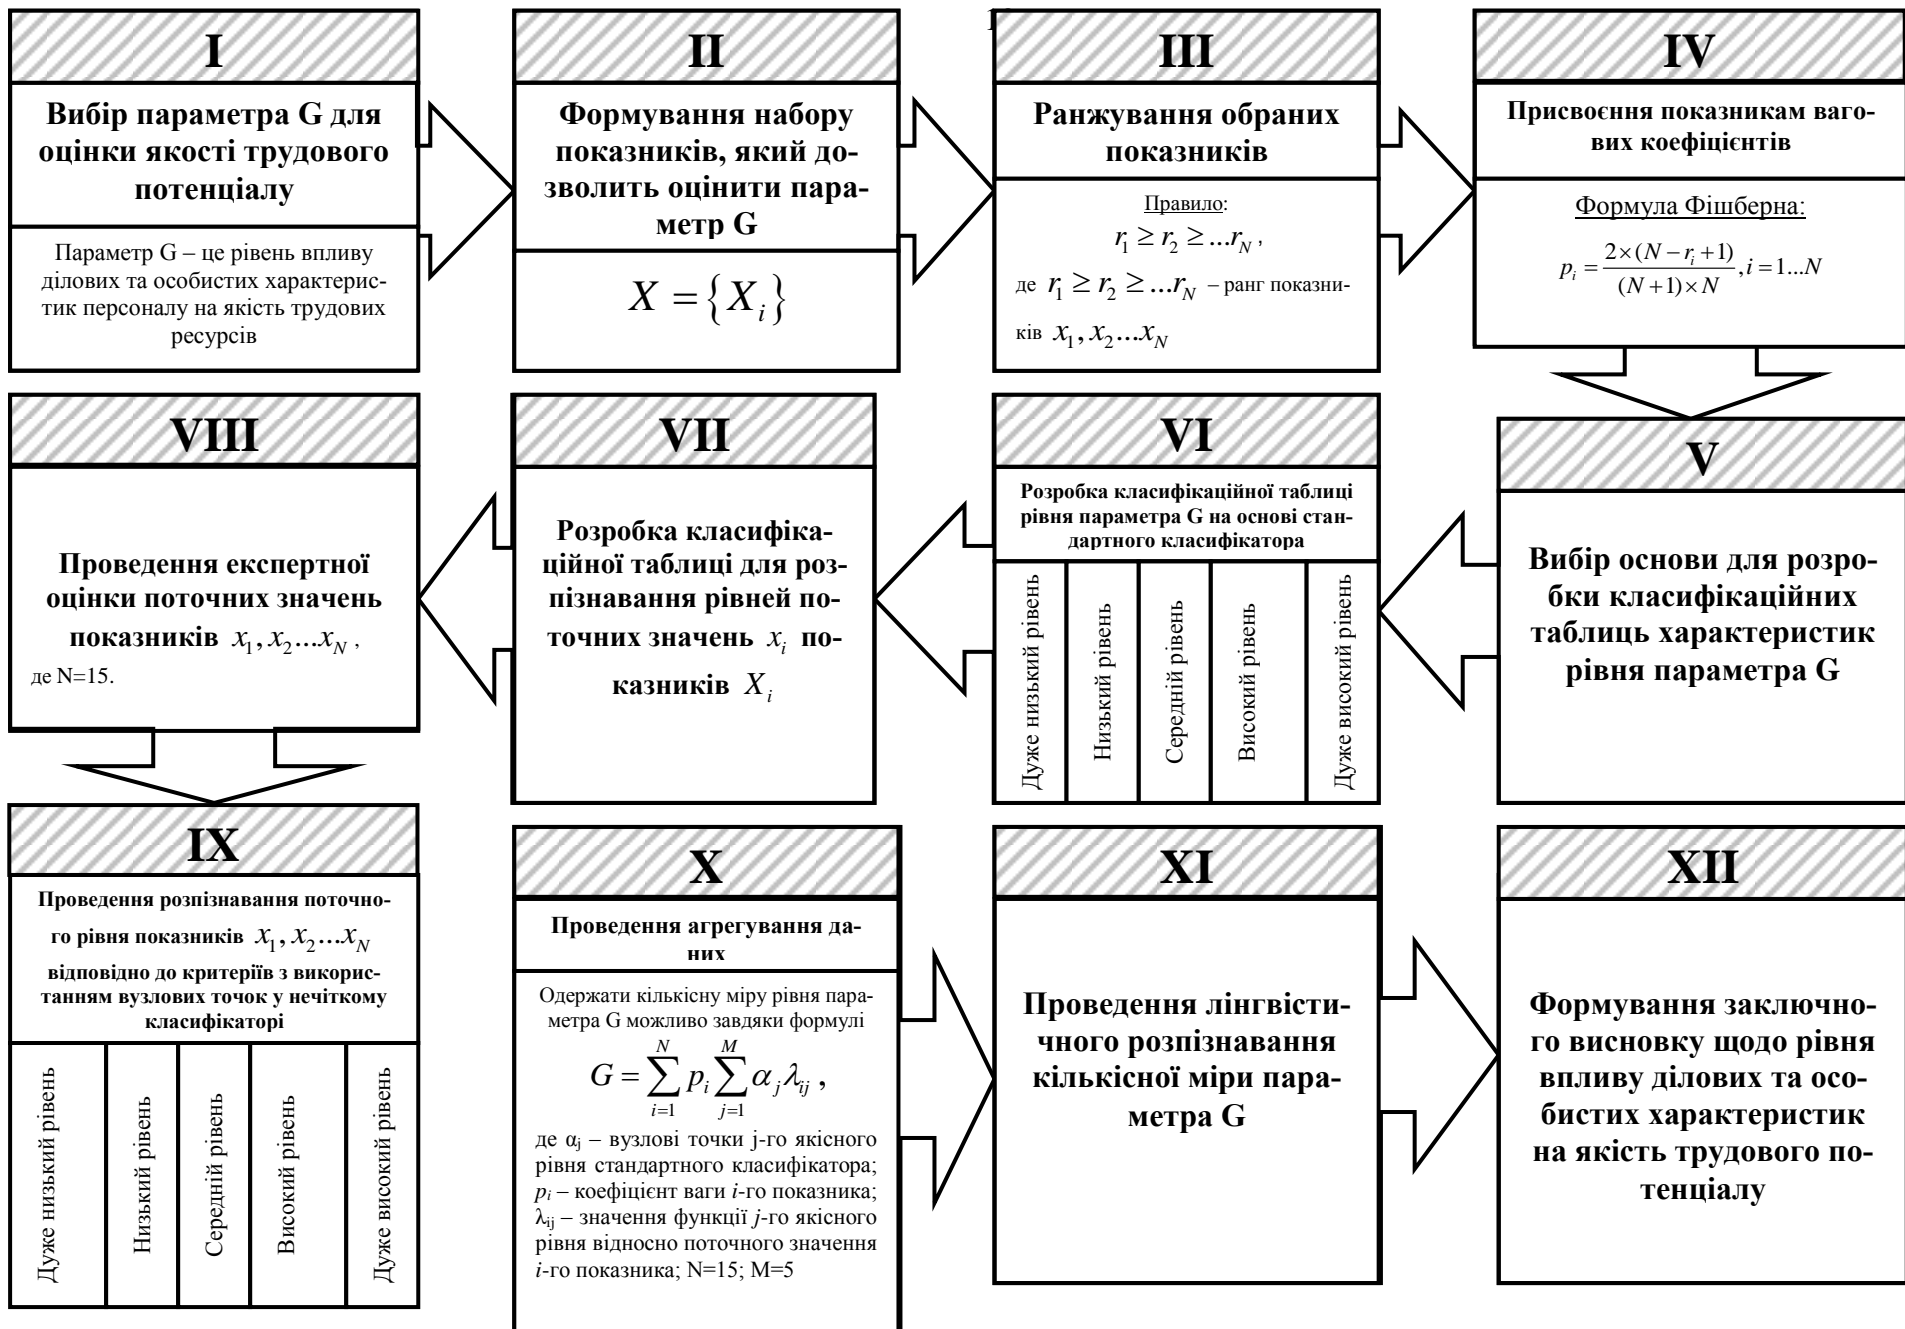 I
Вибір параметра G для
оцінки якості трудового
потенціалу
Параметр G – це рівень впливу
ділових та особистих характерис-
тик персоналу на якість трудових
ресурсів
II
Формування набору
показників, який до-
зволить оцінити пара-
метр G
X = {X_i}
III
Ранжування обраних
показників
Правило:
r_1 ≥ r_2 ≥ ...r_N ,
де r_1 ≥ r_2 ≥ ...r_N – ранг показни-
ків x_1, x_2...x_N
IV
Присвоєння показникам ваго-
вих коефіцієнтів
Формула Фішберна:
p_i = \frac{2×(N − r_i + 1)}{(N + 1)×N}, i = 1...N
V
Вибір основи для розро-
бки класифікаційних
таблиць характеристик
рівня параметра G
VI
Розробка класифікаційної таблиці
рівня параметра G на основі стан-
дартного класифікатора
Дуже низький рівень
Низький рівень
Середній рівень
Високий рівень
Дуже високий рівень
VII
Розробка класифіка-
ційної таблиці для роз-
пізнавання рівней по-
точних значень x_i по-
казників X_i
VIII
Проведення експертної
оцінки поточних значень
показників x_1, x_2...x_N ,
де N=15.
IX
Проведення розпізнавання поточно-
го рівня показників x_1, x_2...x_N
відповідно до критеріїв з викорис-
танням вузлових точок у нечіткому
класифікаторі
Дуже низький рівень
Низький рівень
Середній рівень
Високий рівень
Дуже високий рівень
X
Проведення агрегування да-
них
Одержати кількісну міру рівня пара-
метра G можливо завдяки формулі
G = \sum_{i=1}^{N} p_i \sum_{j=1}^{M} α_j λ_{ij} ,
де α_j – вузлові точки j-го якісного
рівня стандартного класифікатора;
p_i – коефіцієнт ваги i-го показника;
λ_{ij} – значення функції j-го якісного
рівня відносно поточного значення
i-го показника; N=15; M=5
XI
Проведення лінгвісти-
чного розпізнавання
кількісної міри пара-
метра G
XII
Формування заключно-
го висновку щодо рівня
впливу ділових та осо-
бистих характеристик
на якість трудового по-
тенціалу